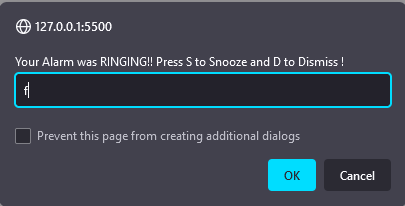 127.0.0.1:5500
Your Alarm was RINGING!! Press S to Snooze and D to Dismiss !
f
Prevent this page from creating additional dialogs
OK Cancel